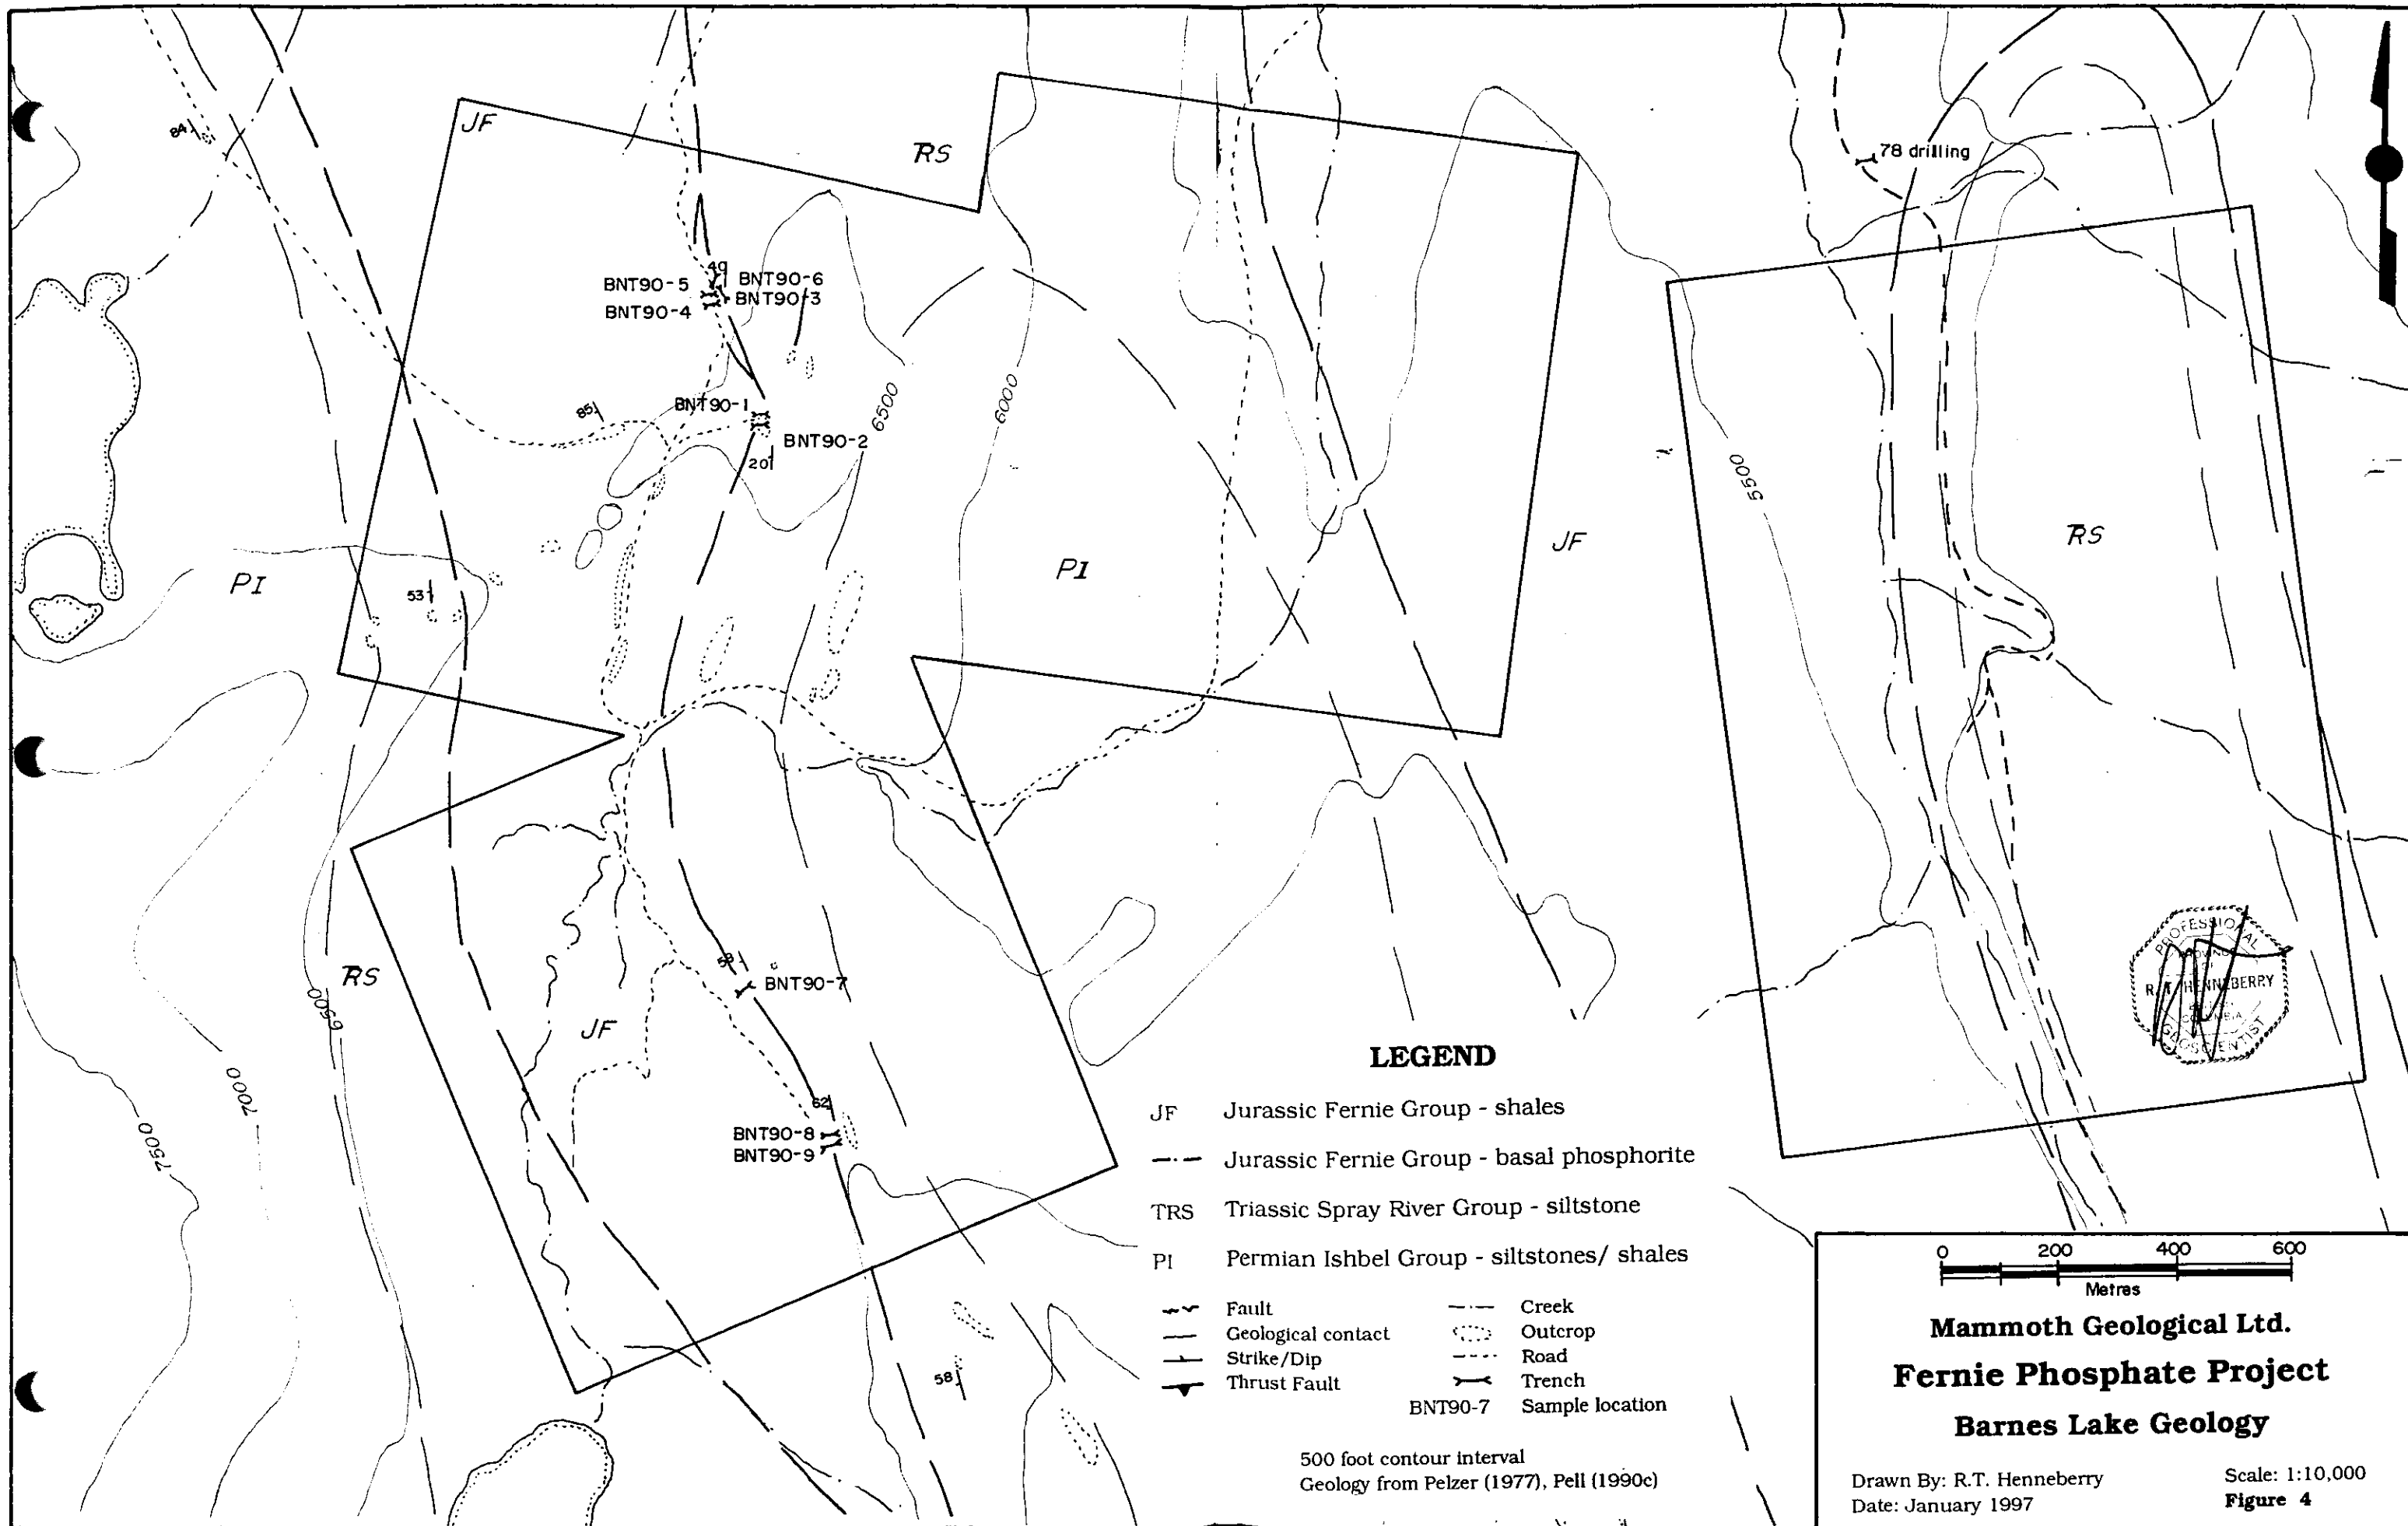 JF
RS
84
78 drilling
40
BNT90-5
BNT90-6
BNT90-3
BNT90-4
85
BNT90-1
BNT90-2
20
6500
6000
5500
PI
53
PI
JF
RS
RS
6500
7000
7500
JF
59
BNT90-7
62
BNT90-8
BNT90-9
58
PROFESSIONAL
R. T. HENNEBERRY
GEOSCIENTIST
LEGEND
JF Jurassic Fernie Group - shales
Jurassic Fernie Group - basal phosphorite
TRS Triassic Spray River Group - siltstone
PI Permian Ishbel Group - siltstones/ shales
Fault
Geological contact
Strike/Dip
Thrust Fault
Creek
Outcrop
Road
Trench
BNT90-7 Sample location
500 foot contour interval
Geology from Pelzer (1977), Pell (1990c)
0 200 400 600
Metres
Mammoth Geological Ltd.
Fernie Phosphate Project
Barnes Lake Geology
Drawn By: R.T. Henneberry
Date: January 1997
Scale: 1:10,000
Figure 4